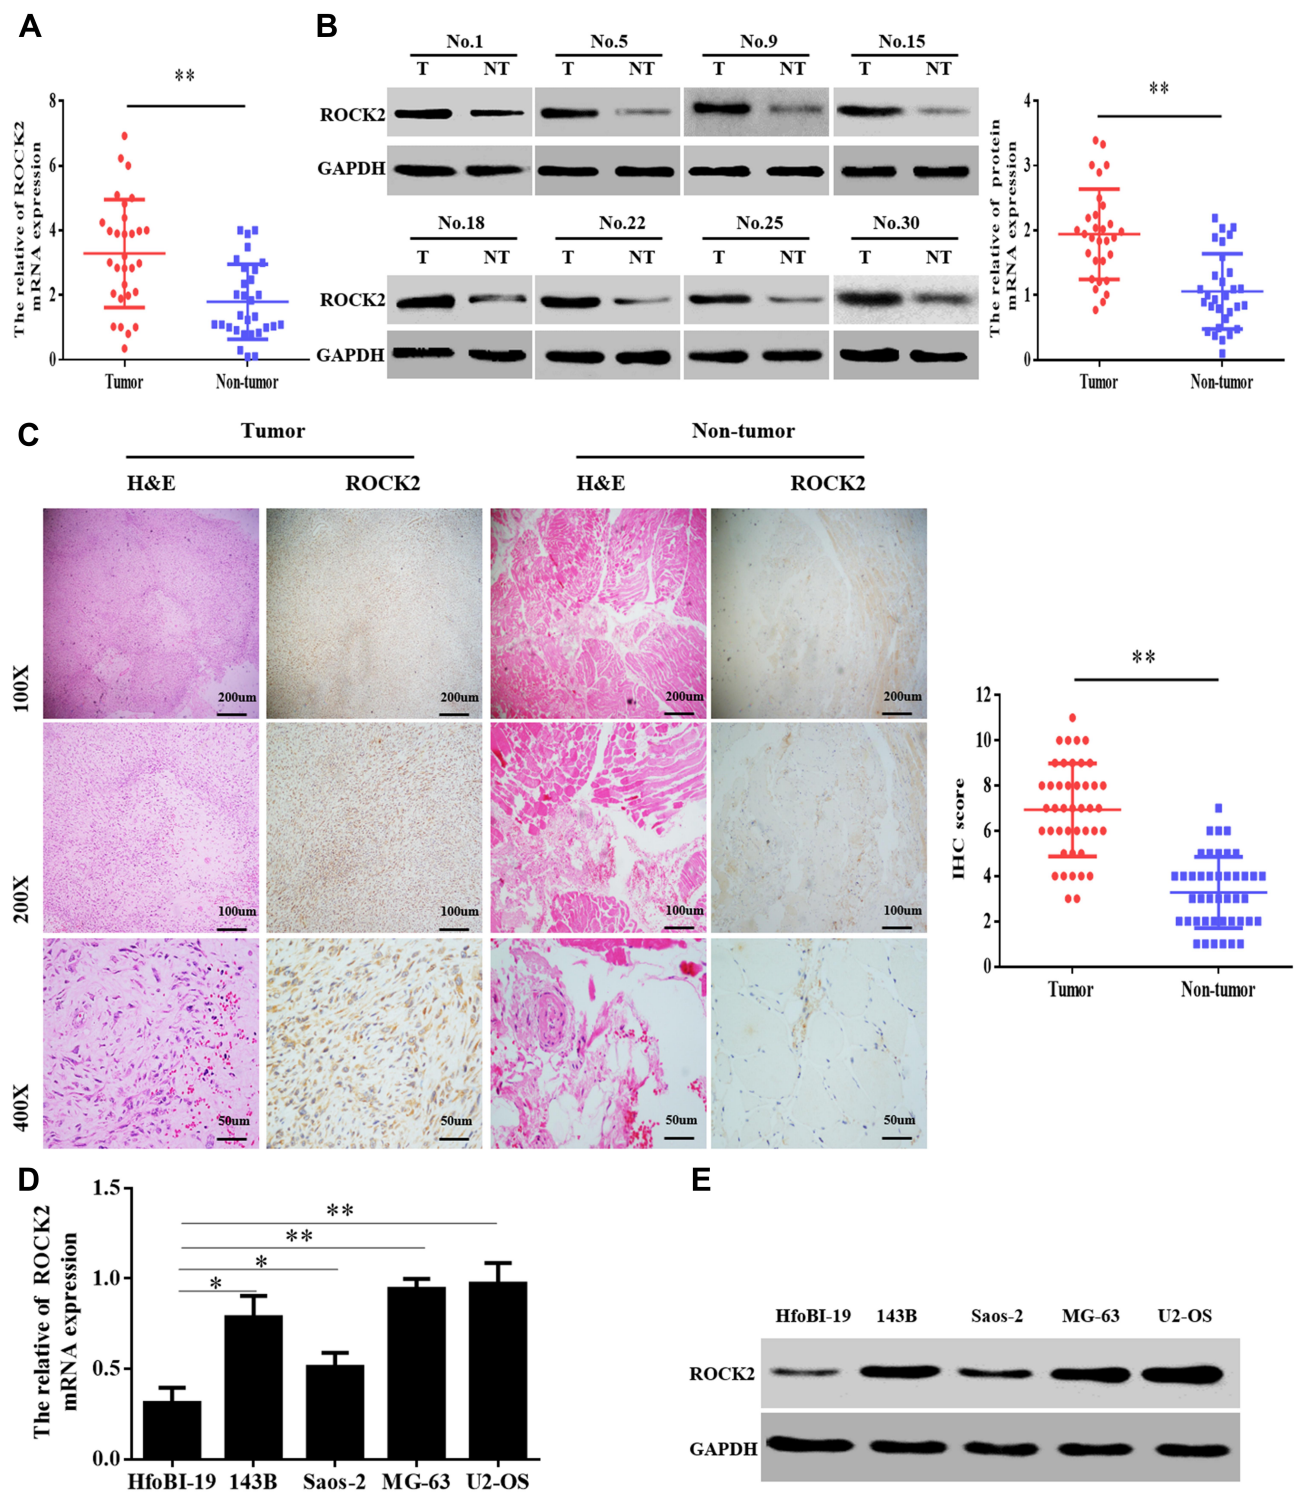 A
**
The relative of ROCK2
mRNA expression
8
6
4
2
0
Tumor Non-tumor
B
No.1 No.5 No.9 No.15
T NT T NT T NT T NT
ROCK2
GAPDH
No.18 No.22 No.25 No.30
T NT T NT T NT T NT
ROCK2
GAPDH
**
The relative of protein
mRNA expression
4
3
2
1
0
Tumor Non-tumor
C
Tumor Non-tumor
H&E ROCK2 H&E ROCK2
100X
200um 200um 200um 200um
200X
100um 100um 100um 100um
400X
50um 50um 50um 50um
**
IHC score
12
10
8
6
4
2
0
Tumor Non-tumor
D
The relative of ROCK2
mRNA expression
1.5
1.0
0.5
0.0
**
**
*
*
HfoBI-19 143B Saos-2 MG-63 U2-OS
E
HfoBI-19 143B Saos-2 MG-63 U2-OS
ROCK2
GAPDH